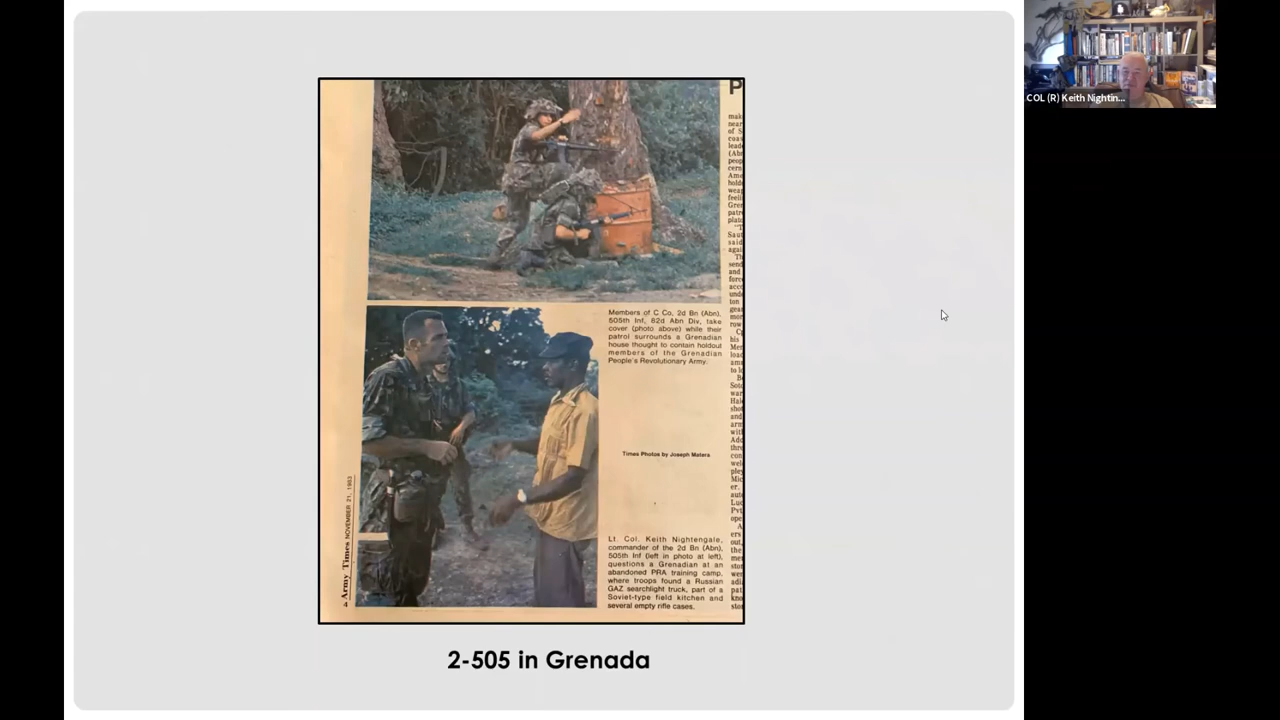 COL (R) Keith Nightin...
P
Members of C Co, 2d Bn (Abn),
505th Inf, 82d Abn Div, take
cover (photo above) while their
patrol surrounds a Grenadian
house thought to contain holdout
members of the Grenadian
People's Revolutionary Army.
Times Photos by Joseph Matera
Lt. Col. Keith Nightengale,
commander of the 2d Bn (Abn),
505th Inf (left in photo at left),
questions a Grenadian at an
abandoned PRA training camp,
where troops found a Russian
GAZ searchlight truck, part of a
Soviet-type field kitchen and
several empty rifle cases.
4 Army Times NOVEMBER 21, 1983
2-505 in Grenada